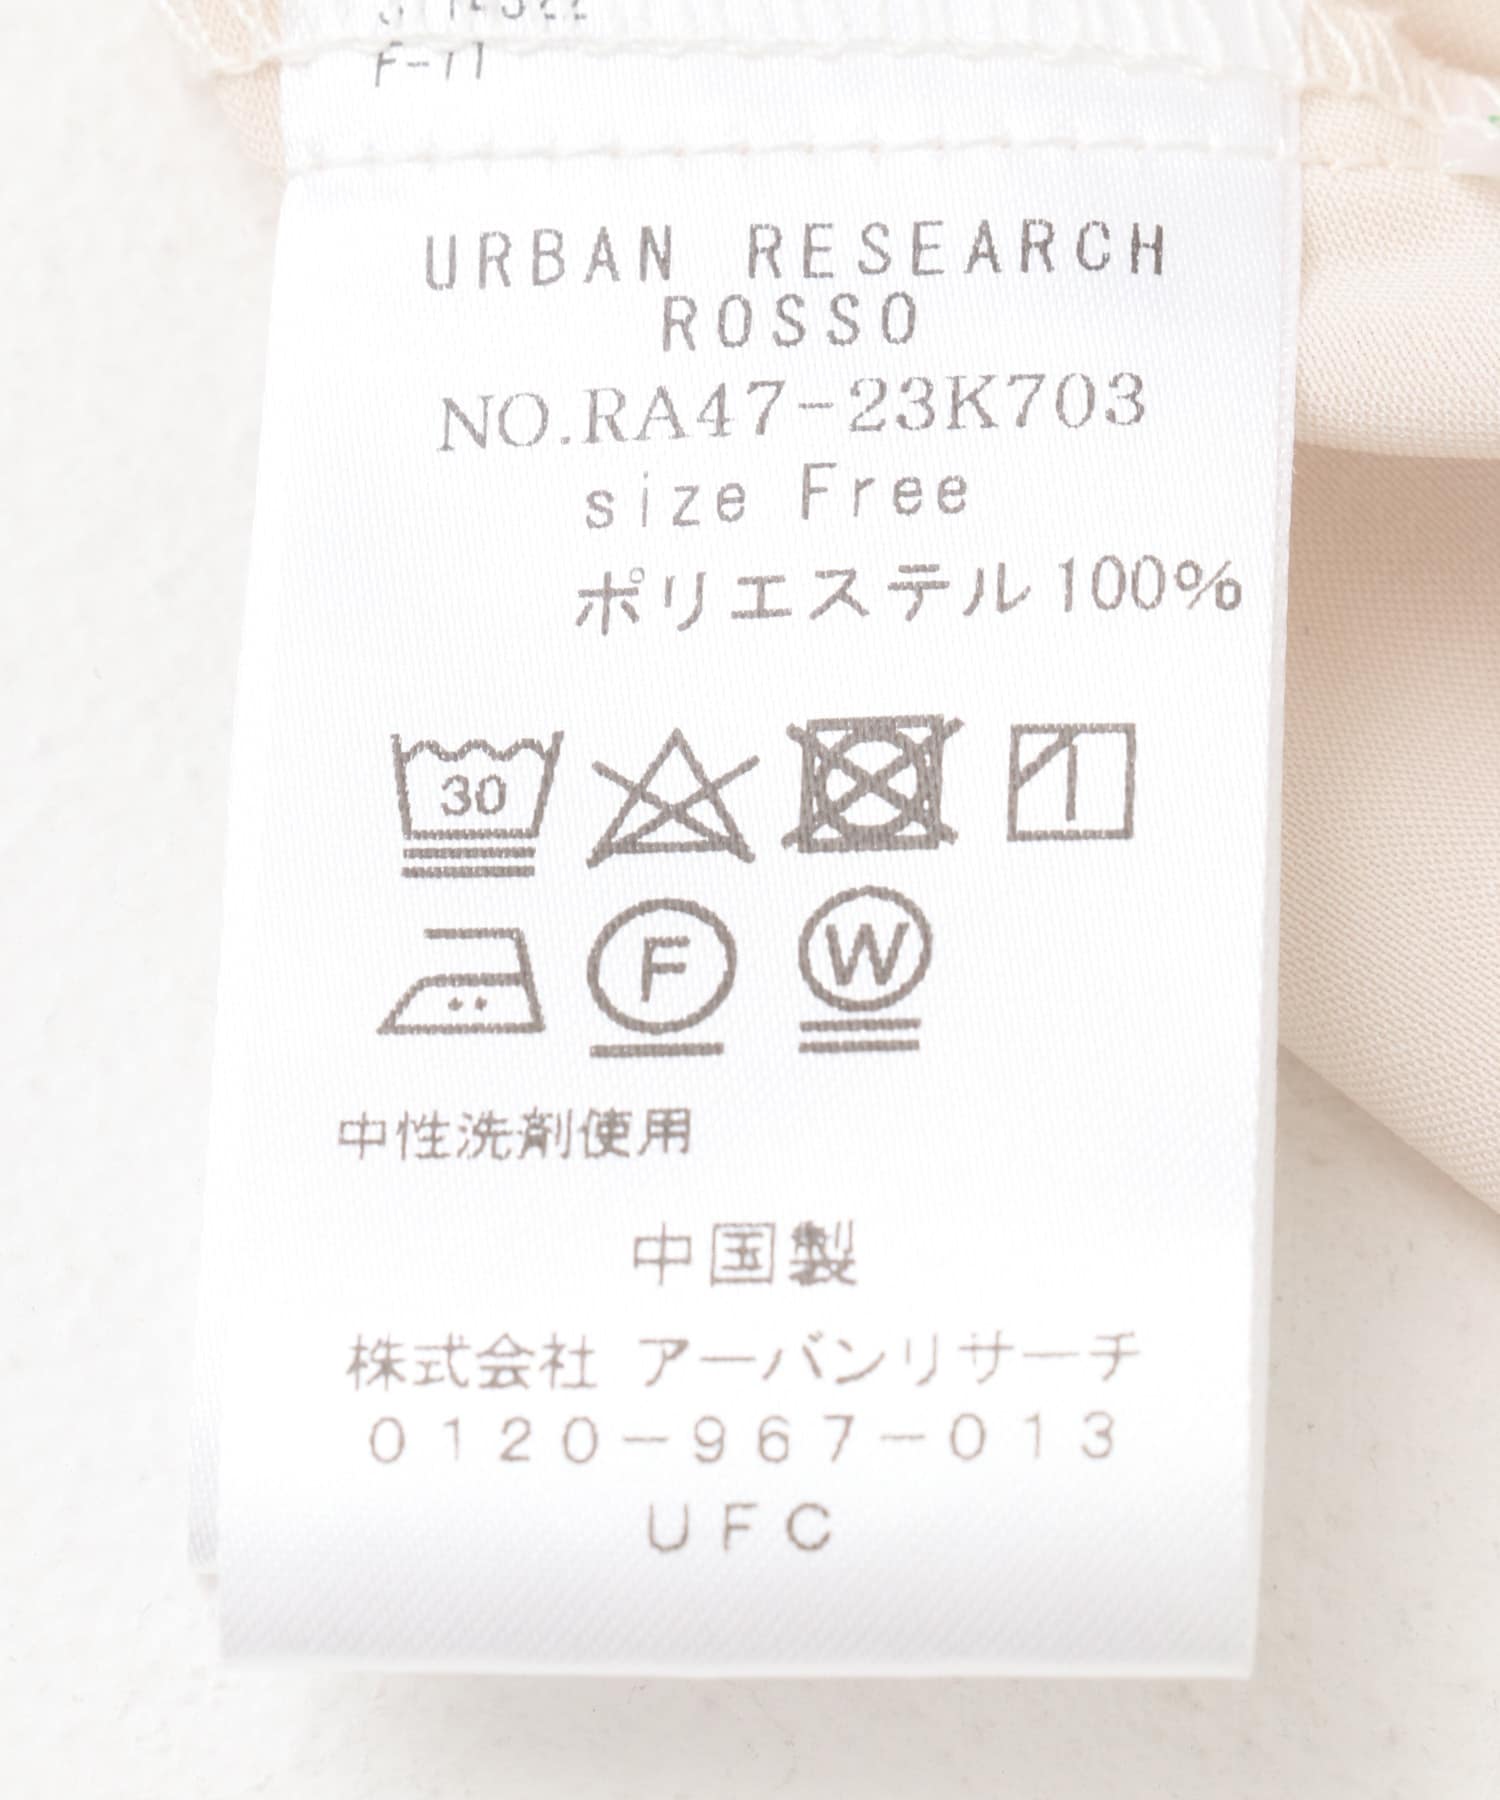 F-11
URBAN RESEARCH
ROSSO
NO.RA47-23K703
size Free
ポリエステル100%
30
F
W
中性洗剤使用
中国製
株式会社 アーバンリサーチ
0120-967-013
UFC